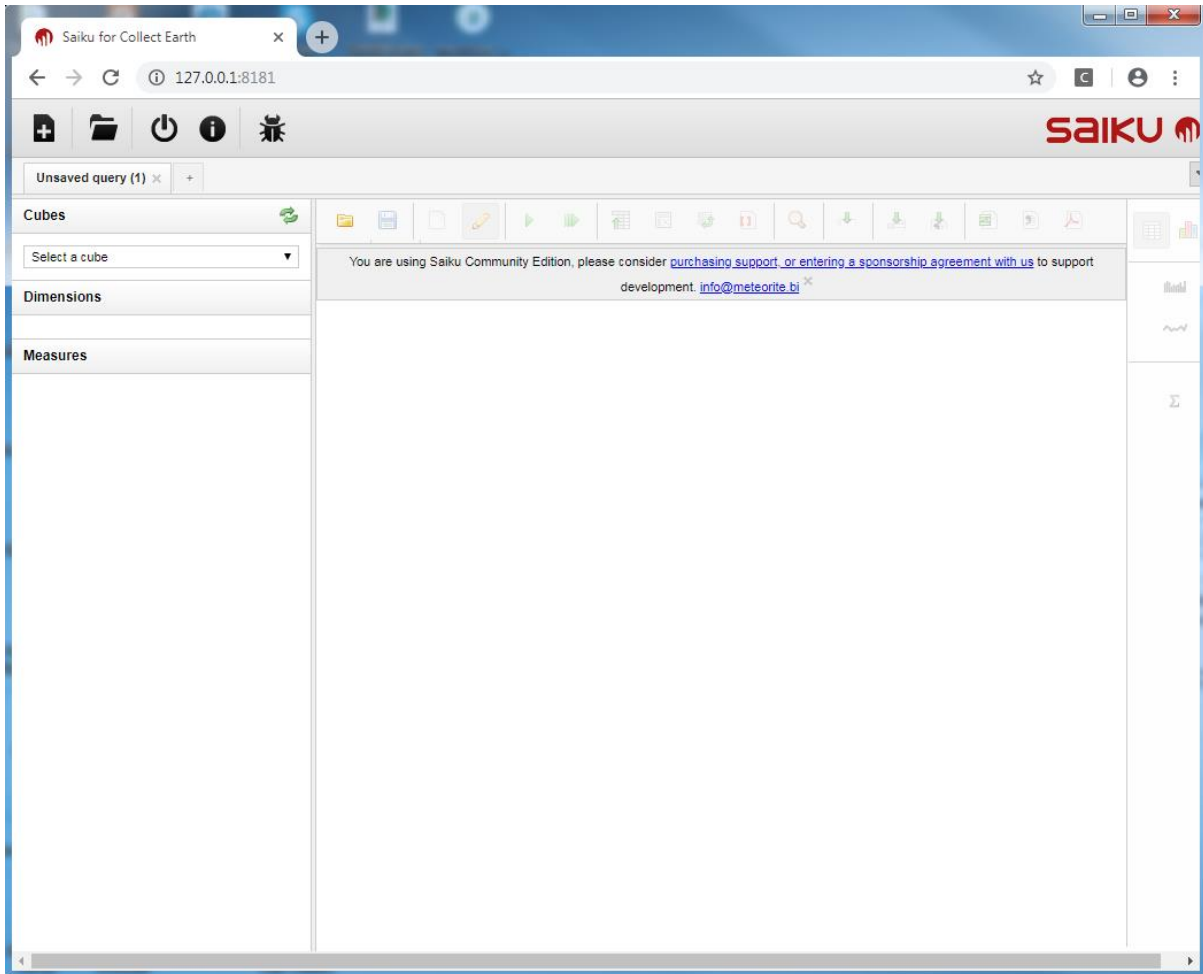 Saiku for Collect Earth
127.0.0.1:8181
saiku
Unsaved query (1)
Cubes
Select a cube
Dimensions
Measures
You are using Saiku Community Edition, please consider purchasing support, or entering a sponsorship agreement with us to support
development. info@meteorite.bi
Σ